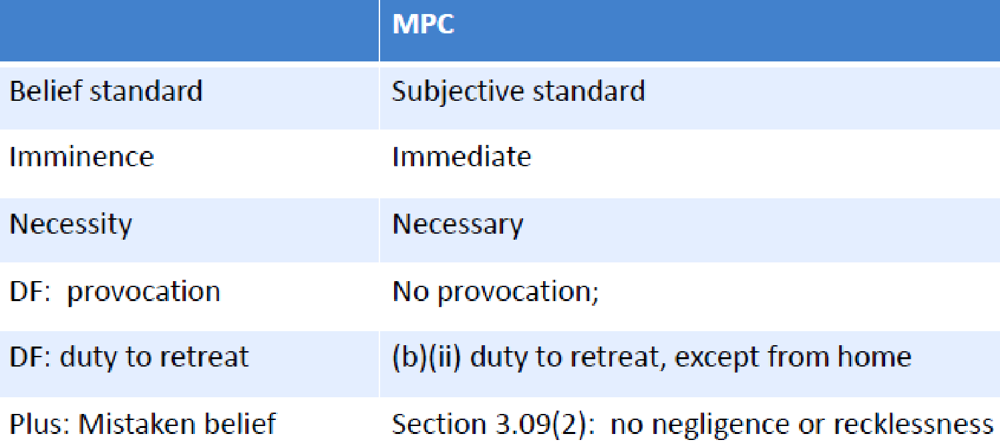 MPC
Belief standard Subjective standard
Imminence Immediate
Necessity Necessary
DF:  provocation No provocation;
DF: duty to retreat (b)(ii) duty to retreat, except from home
Plus: Mistaken belief Section 3.09(2):  no negligence or recklessness